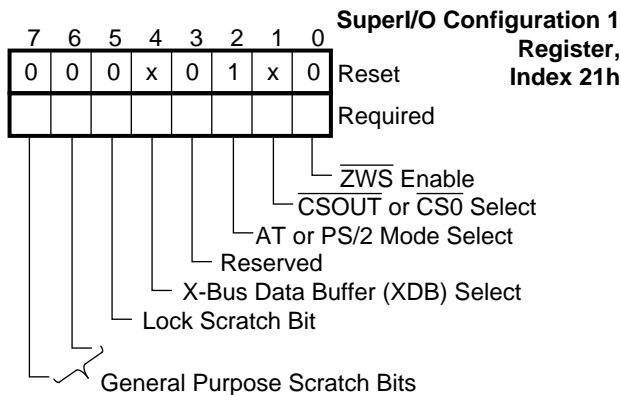 SuperI/O Configuration 1
Register,
Index 21h
7 6 5 4 3 2 1 0
0 0 0 x 0 1 x 0 Reset
Required
ZWS Enable
CSOUT or CS0 Select
AT or PS/2 Mode Select
Reserved
X-Bus Data Buffer (XDB) Select
Lock Scratch Bit
General Purpose Scratch Bits